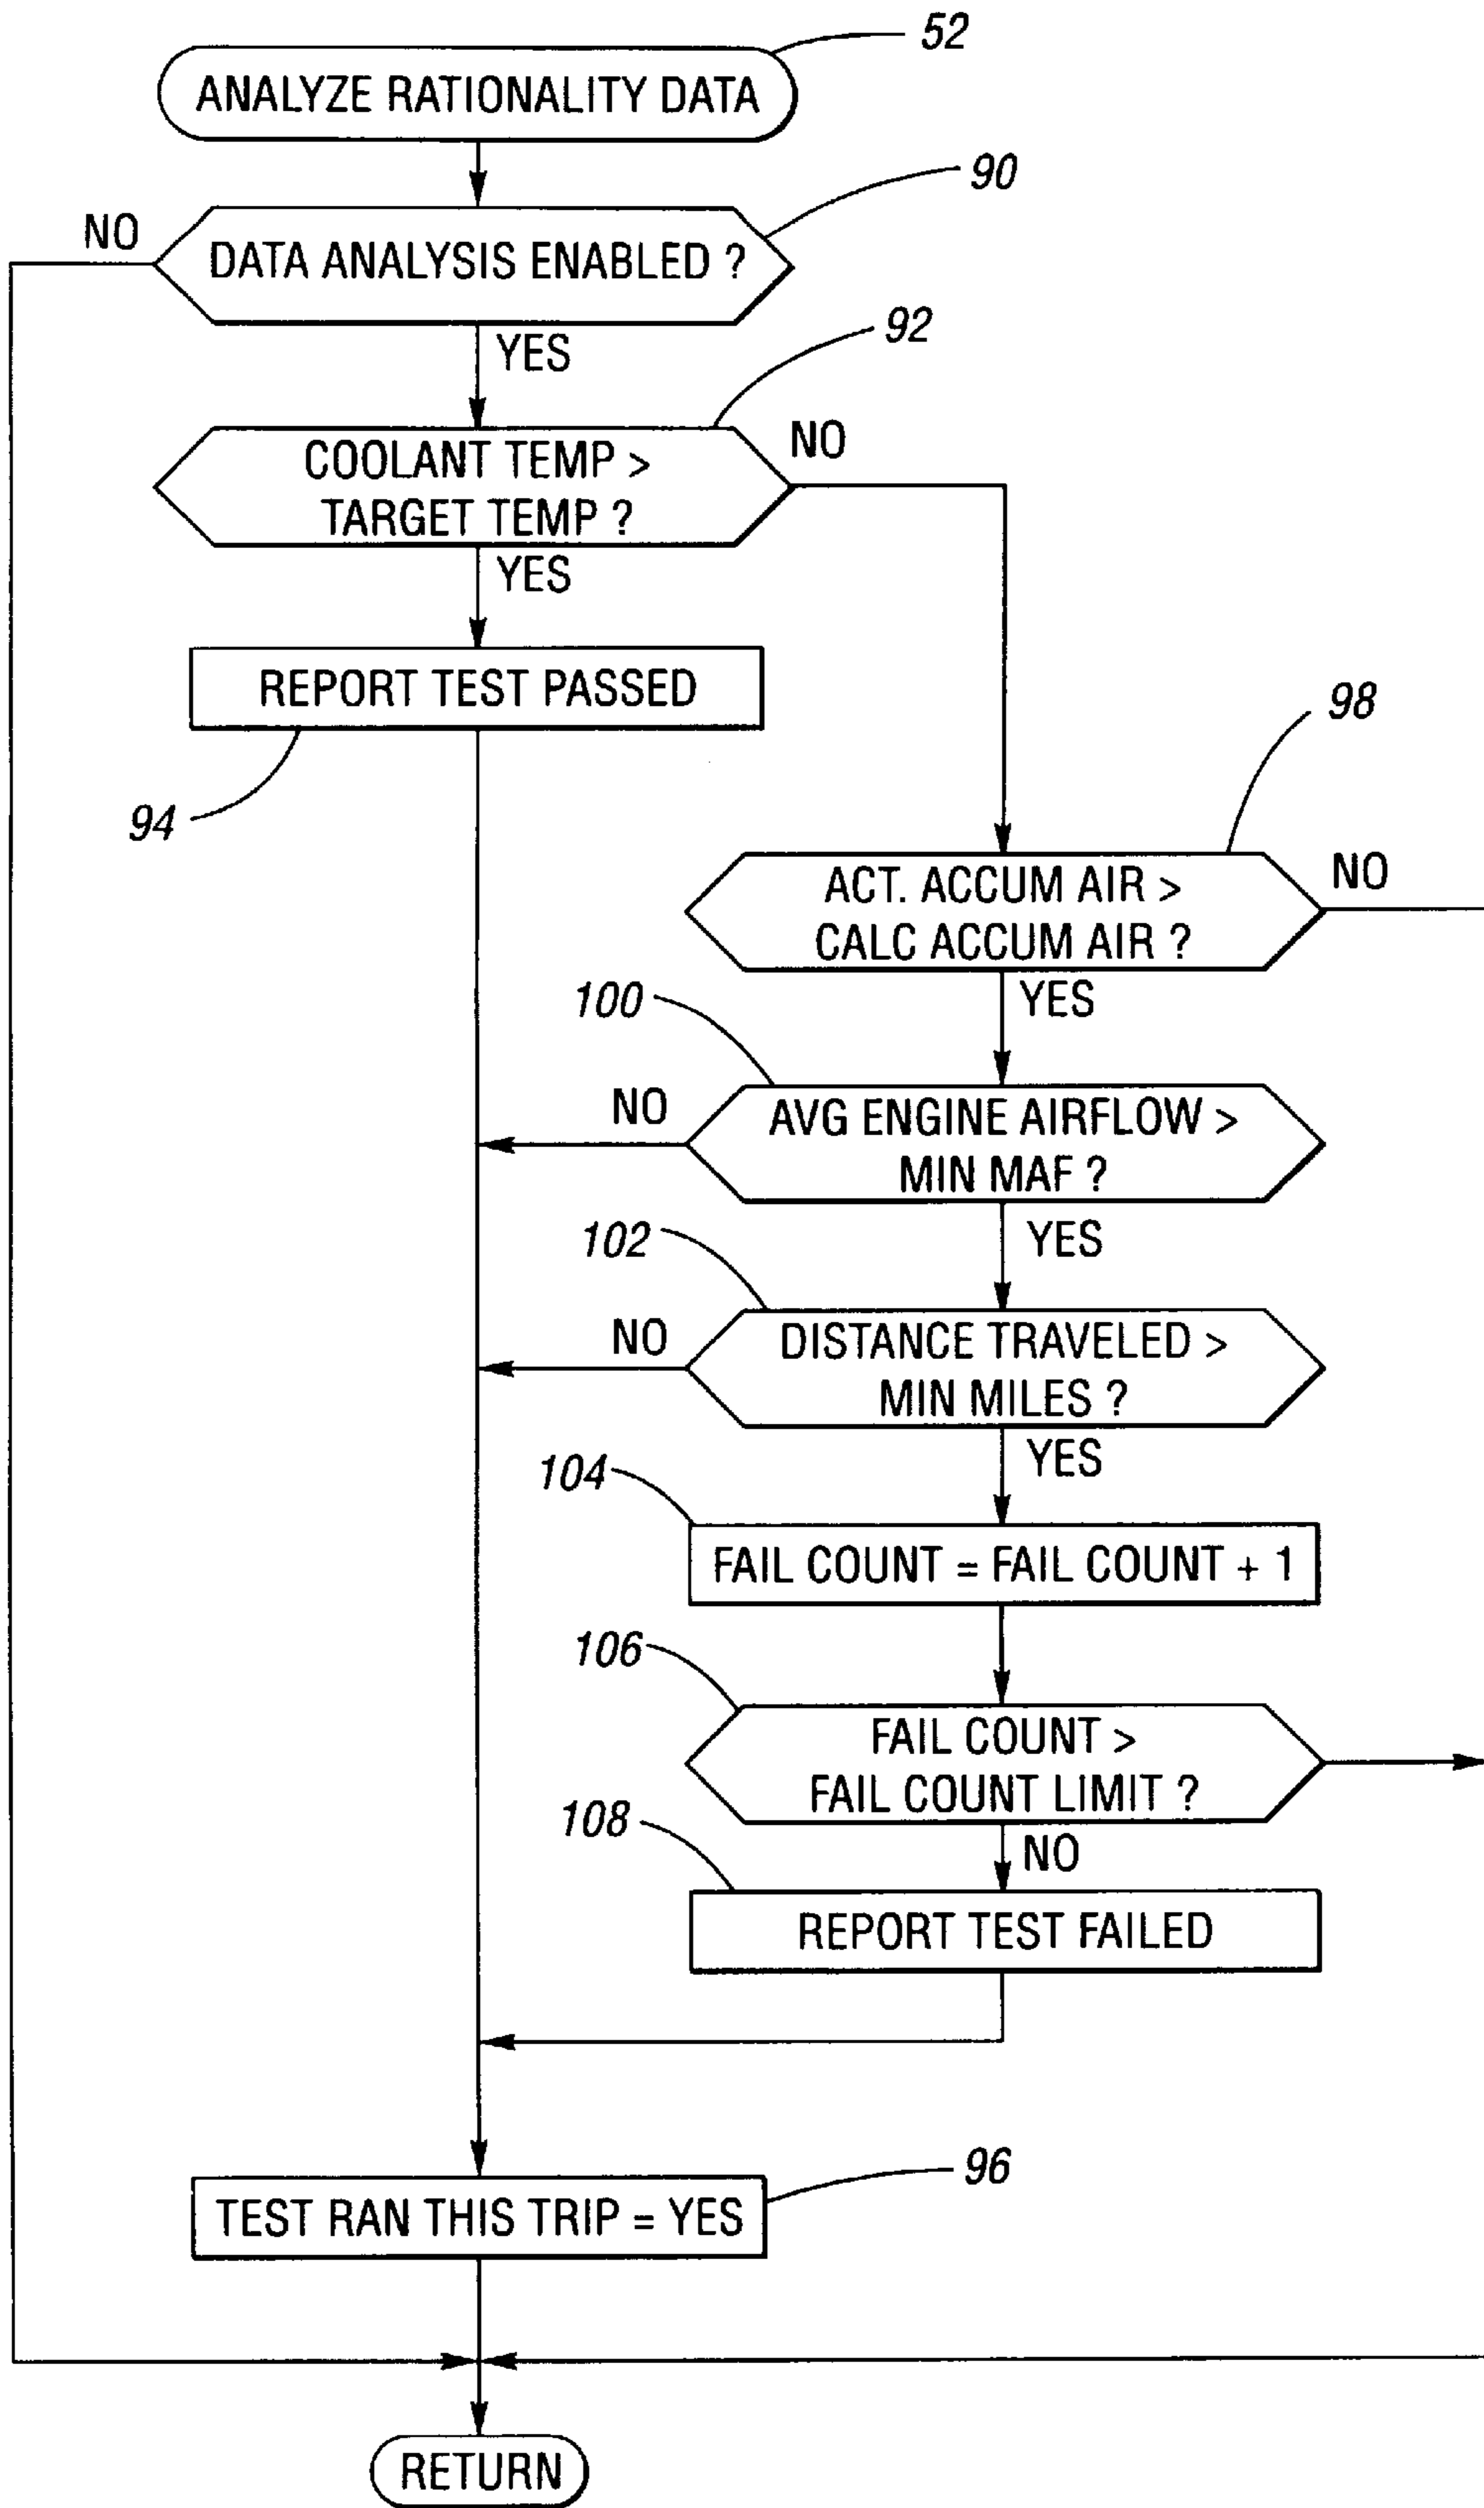 52
ANALYZE RATIONALITY DATA
90
NO
DATA ANALYSIS ENABLED ?
YES
92
COOLANT TEMP >
TARGET TEMP ?
NO
YES
REPORT TEST PASSED
94
98
ACT. ACCUM AIR >
CALC ACCUM AIR ?
NO
YES
100
NO
AVG ENGINE AIRFLOW >
MIN MAF ?
YES
102
NO
DISTANCE TRAVELED >
MIN MILES ?
YES
104
FAIL COUNT = FAIL COUNT + 1
106
FAIL COUNT >
FAIL COUNT LIMIT ?
108
NO
REPORT TEST FAILED
96
TEST RAN THIS TRIP = YES
RETURN